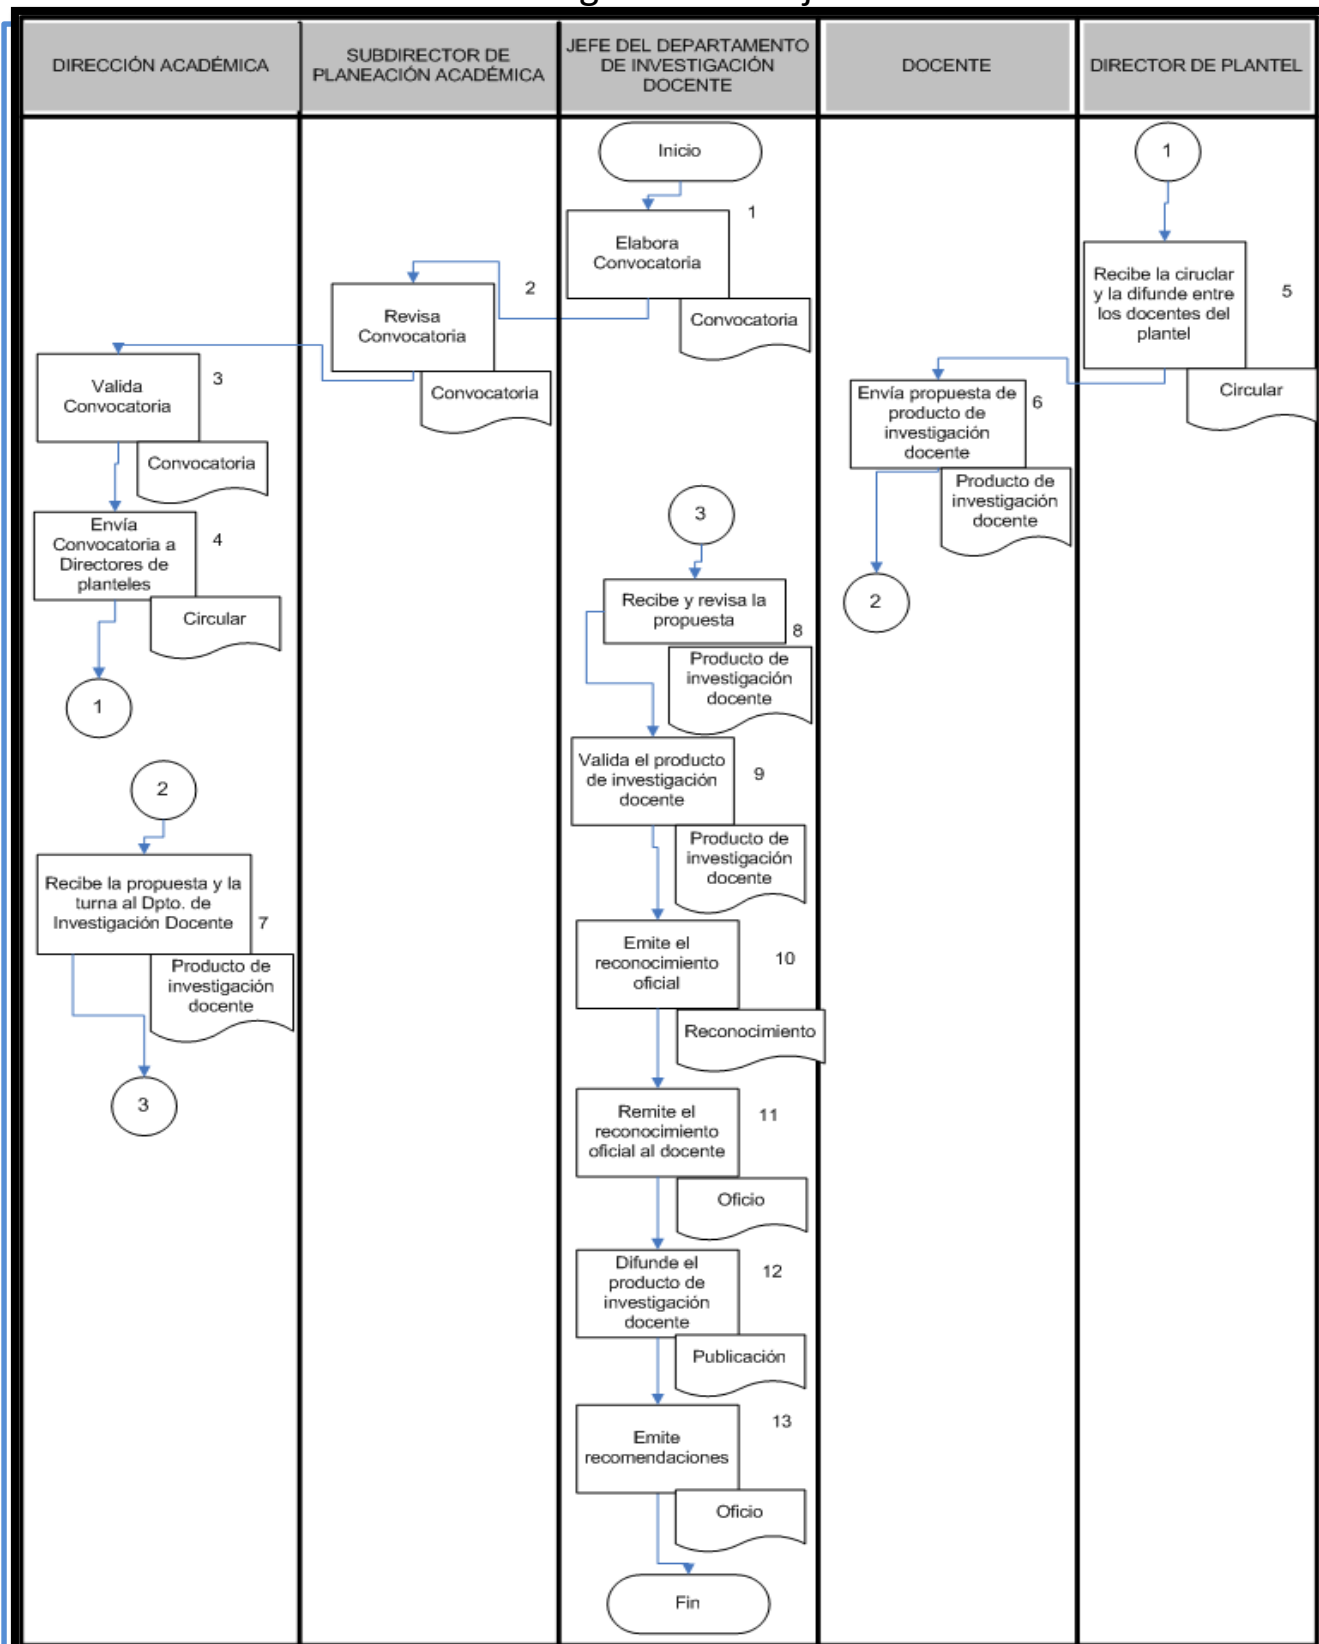 DIRECCIÓN ACADÉMICA
SUBDIRECTOR DE
PLANEACIÓN ACADÉMICA
JEFE DEL DEPARTAMENTO
DE INVESTIGACIÓN
DOCENTE
DOCENTE
DIRECTOR DE PLANTEL
Inicio
1
Elabora
Convocatoria
Convocatoria
2
Revisa
Convocatoria
Convocatoria
3
Valida
Convocatoria
Convocatoria
4
Envía
Convocatoria a
Directores de
planteles
Circular
1
1
Recibe la ciruclar
y la difunde entre
los docentes del
plantel
5
Circular
Envía propuesta de
producto de
investigación
docente
6
Producto de
investigación
docente
2
2
Recibe la propuesta y la
turna al Dpto. de
Investigación Docente
7
Producto de
investigación
docente
3
3
Recibe y revisa la
propuesta
8
Producto de
investigación
docente
Valida el producto
de investigación
docente
9
Producto de
investigación
docente
Emite el
reconocimiento
oficial
10
Reconocimiento
Remite el
reconocimiento
oficial al docente
11
Oficio
Difunde el
producto de
investigación
docente
12
Publicación
13
Emite
recomendaciones
Oficio
Fin